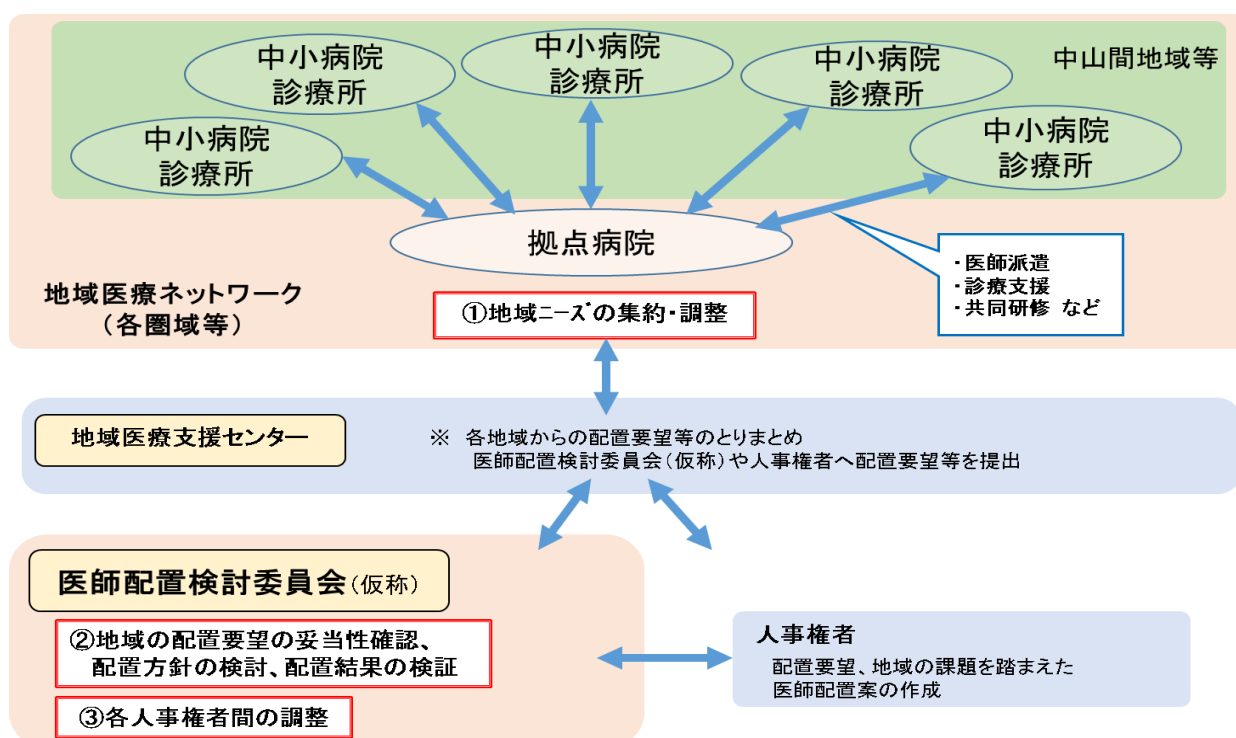 中小病院
診療所
中小病院
診療所
中小病院
診療所
中小病院
診療所
中小病院
診療所
中山間地域等
拠点病院
・医師派遣
・診療支援
・共同研修 など
地域医療ネットワーク
（各圏域等）
①地域ニーズの集約・調整
地域医療支援センター
※ 各地域からの配置要望等のとりまとめ
医師配置検討委員会（仮称）や人事権者へ配置要望等を提出
医師配置検討委員会（仮称）
②地域の配置要望の妥当性確認、
配置方針の検討、配置結果の検証
③各人事権者間の調整
人事権者
配置要望、地域の課題を踏まえた
医師配置案の作成